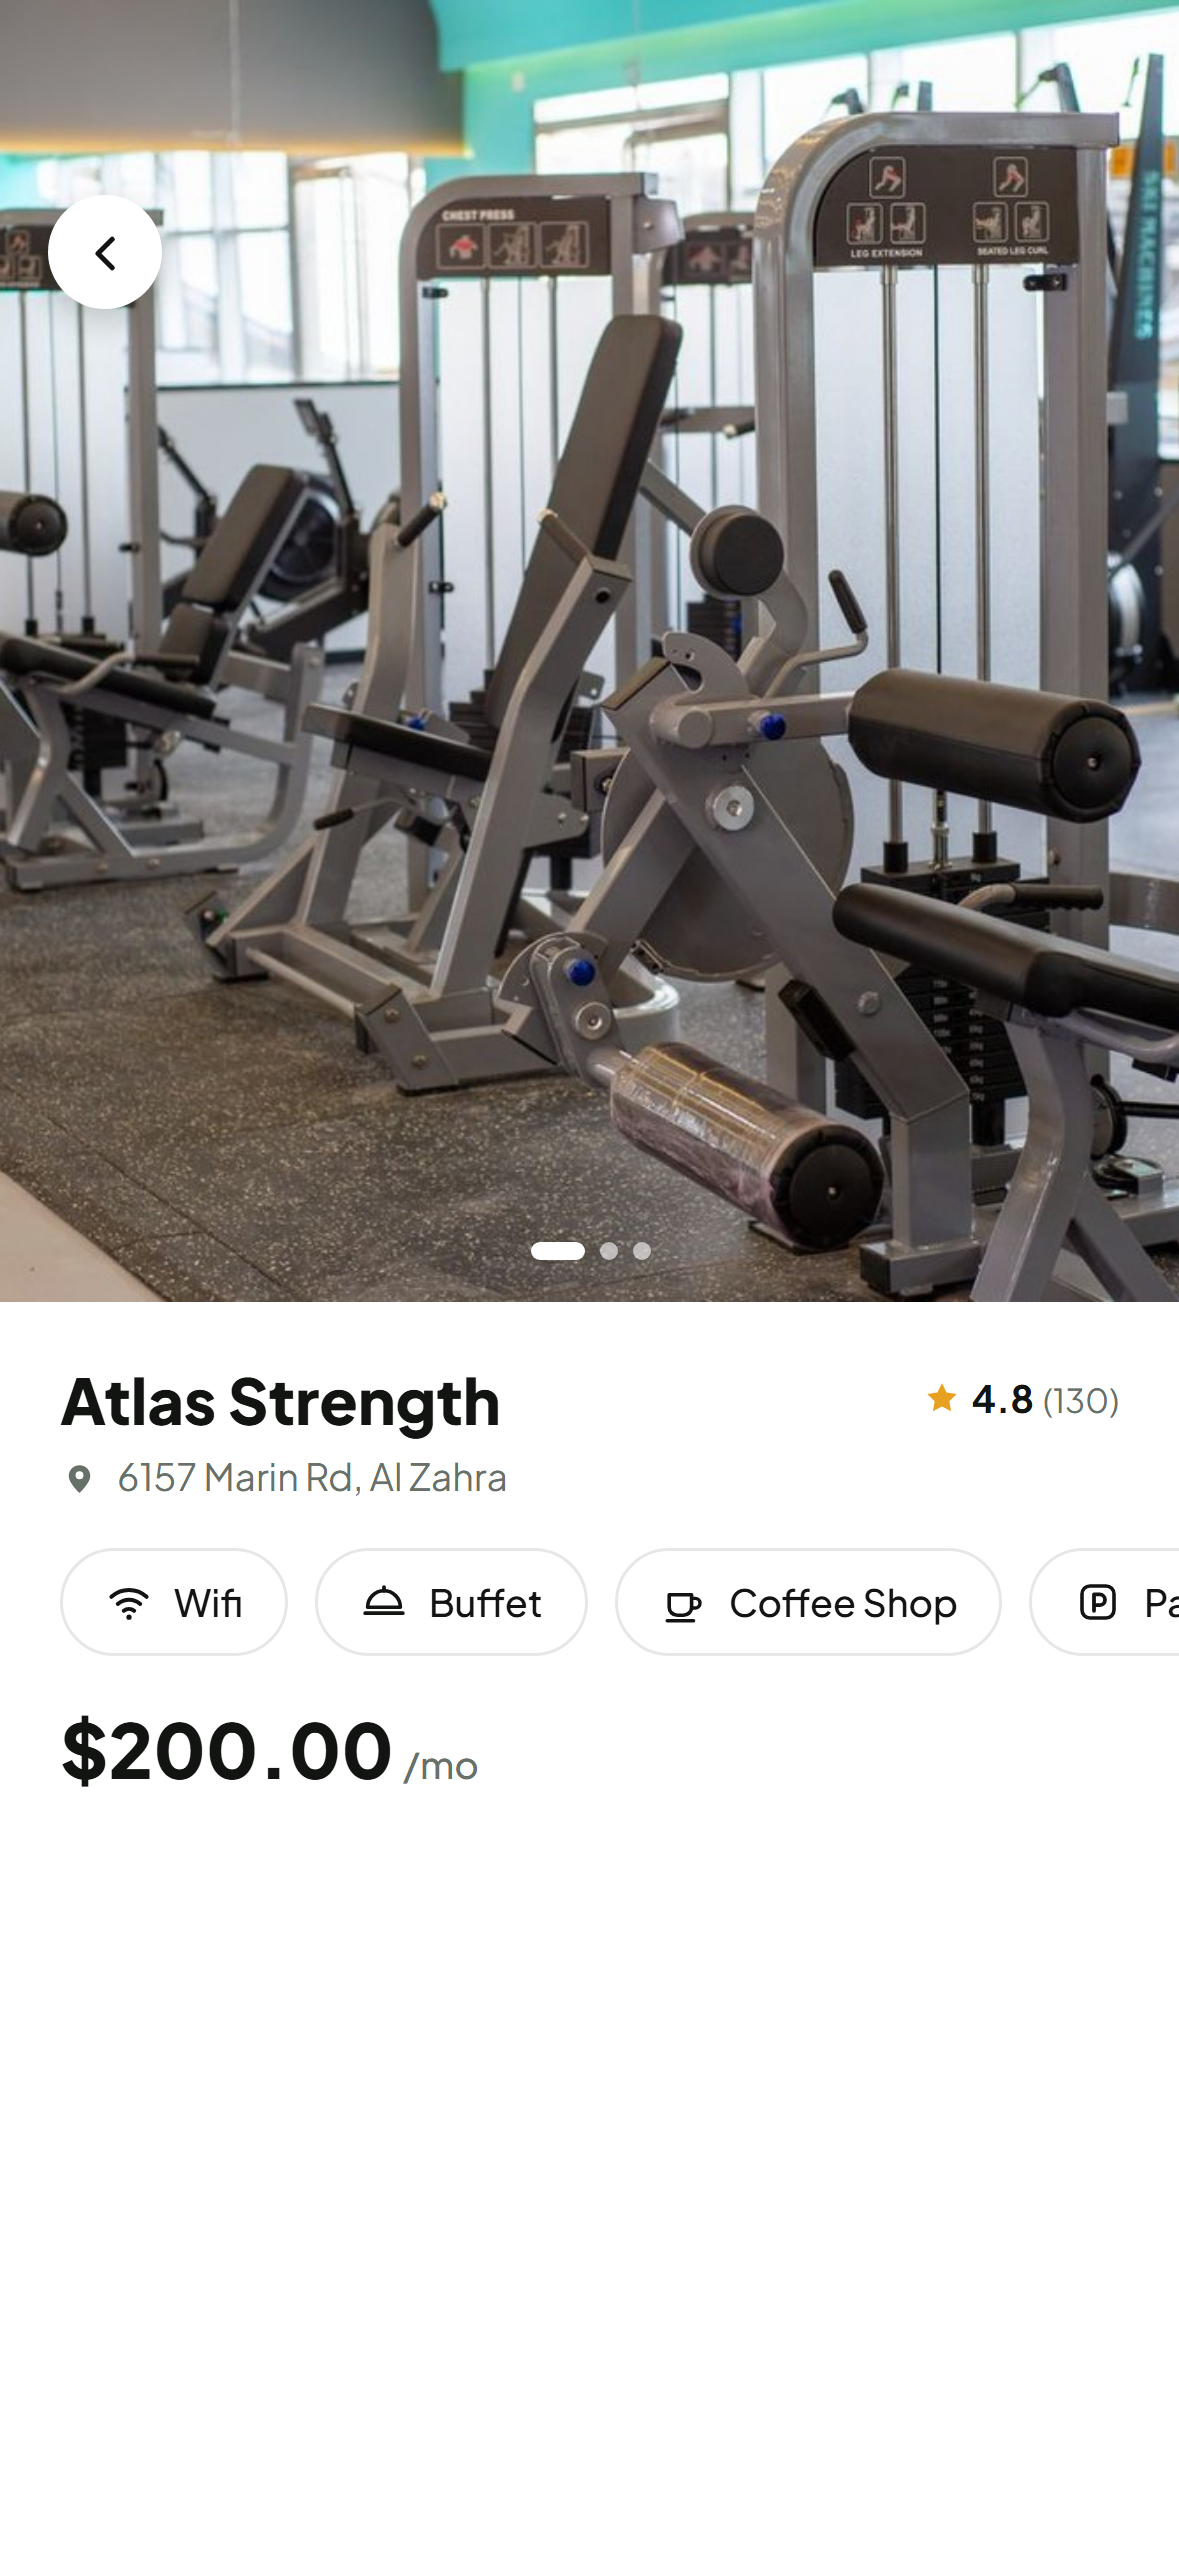 CHEST PRESS
LEG EXTENSION
SEATED LEG CURL
Atlas Strength
4.8 (130)
6157 Marin Rd, Al Zahra
Wifi
Buffet
Coffee Shop
P
$200.00 /mo